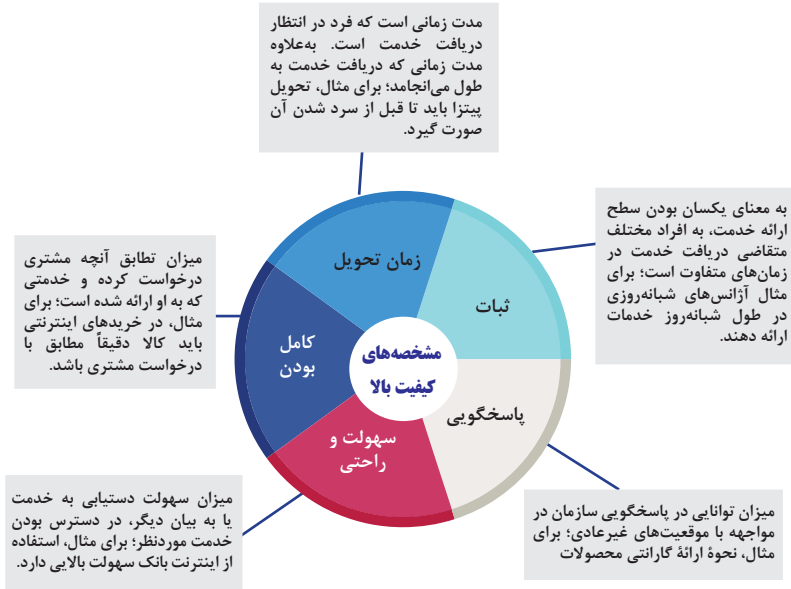 مدت زمانی است که فرد در انتظار
دریافت خدمت است. به‌علاوه
مدت زمانی که دریافت خدمت به
طول می‌انجامد؛ برای مثال، تحویل
پیتزا باید تا قبل از سرد شدن آن
صورت گیرد.
به معنای یکسان بودن سطح
ارائه خدمت، به افراد مختلف
متقاضی دریافت خدمت در
زمان‌های متفاوت است؛ برای
مثال آژانس‌های شبانه‌روزی
در طول شبانه‌روز خدمات
ارائه دهند.
میزان تطابق آنچه مشتری
درخواست کرده و خدمتی
که به او ارائه شده است؛ برای
مثال، در خریدهای اینترنتی
باید کالا دقیقاً مطابق با
درخواست مشتری باشد.
زمان تحویل
ثبات
کامل
بودن
مشخصه‌های
کیفیت بالا
پاسخگویی
سهولت و
راحتی
میزان توانایی در پاسخگویی سازمان در
مواجهه با موقعیت‌های غیرعادی؛ برای
مثال، نحوۀ ارائۀ گارانتی محصولات
میزان سهولت دستیابی به خدمت
یا به بیان دیگر، در دسترس بودن
خدمت موردنظر؛ برای مثال، استفاده
از اینترنت بانک سهولت بالایی دارد.